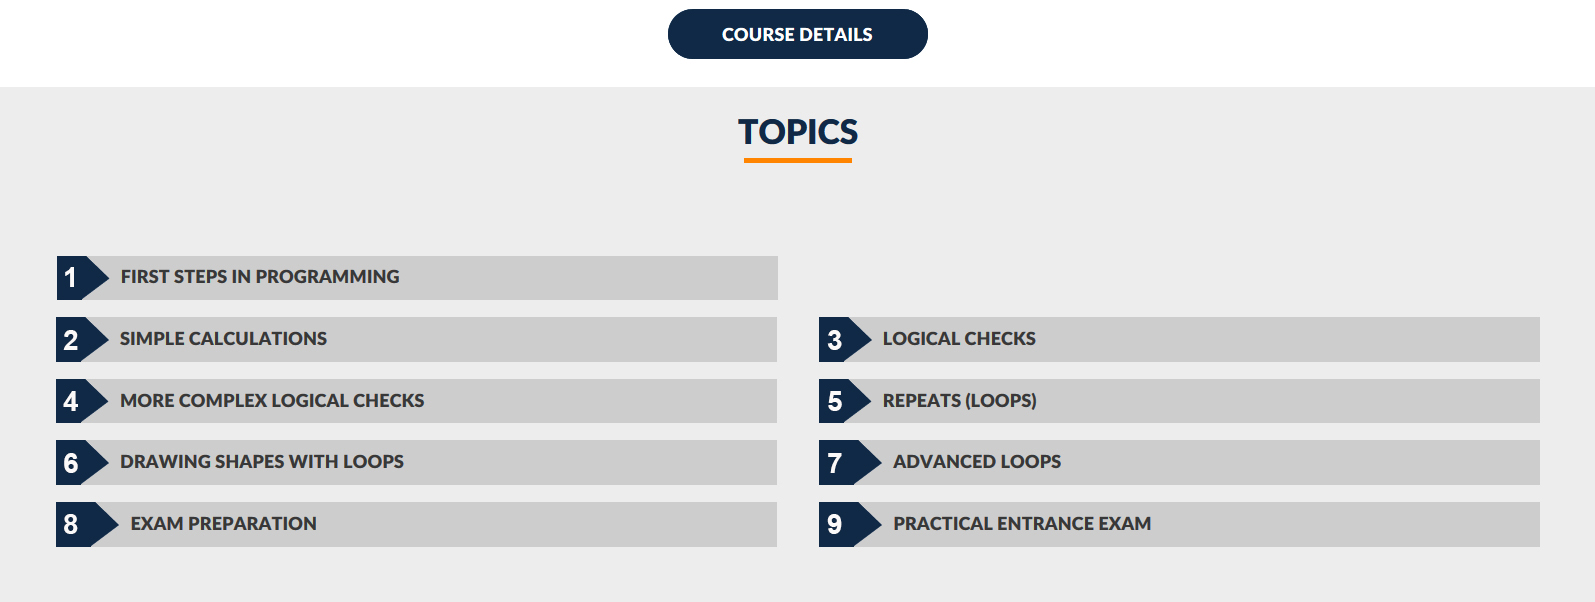 COURSE DETAILS
TOPICS
1 FIRST STEPS IN PROGRAMMING
2 SIMPLE CALCULATIONS
3 LOGICAL CHECKS
4 MORE COMPLEX LOGICAL CHECKS
5 REPEATS (LOOPS)
6 DRAWING SHAPES WITH LOOPS
7 ADVANCED LOOPS
8 EXAM PREPARATION
9 PRACTICAL ENTRANCE EXAM